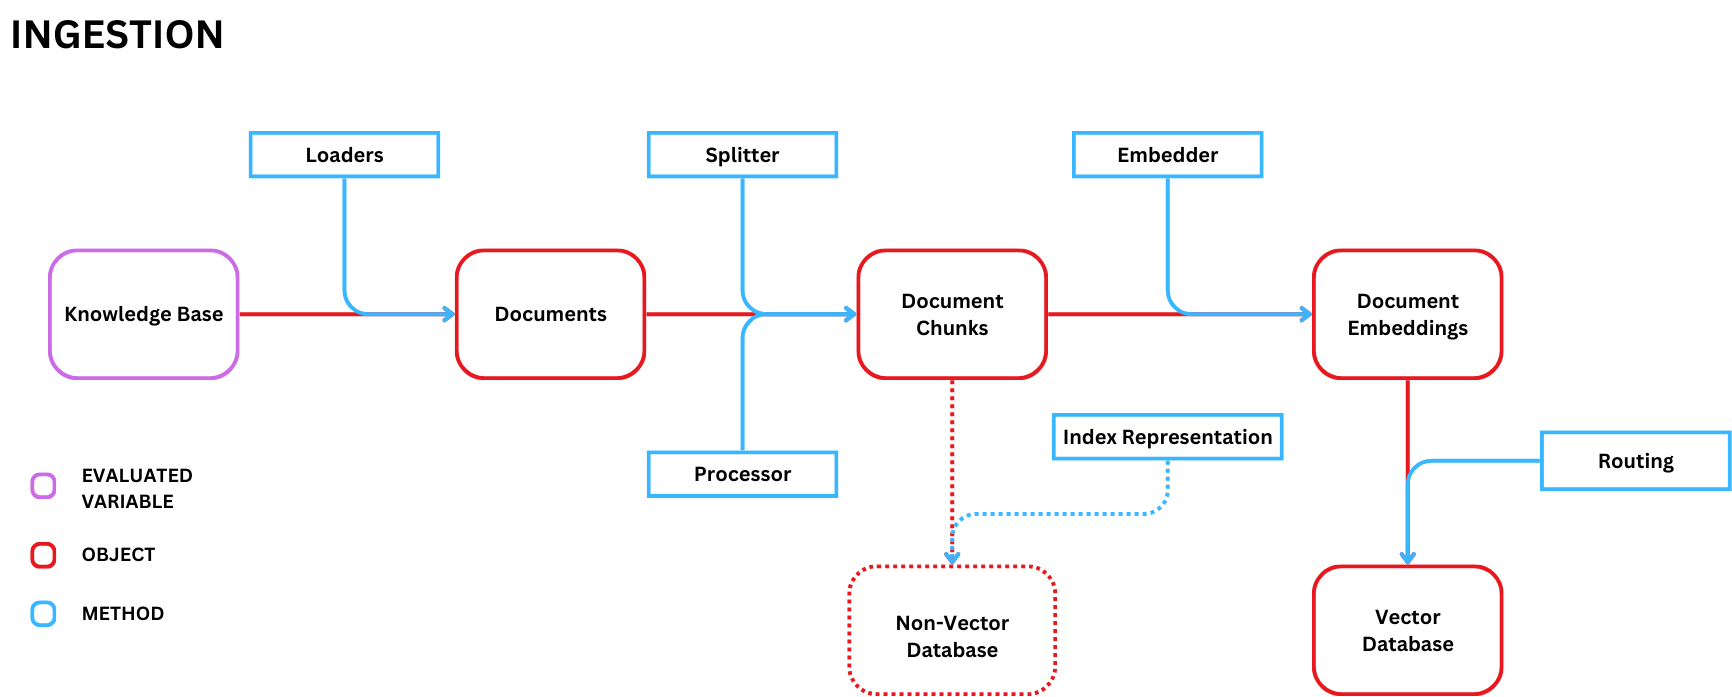 INGESTION
Loaders
Splitter
Embedder
Knowledge Base
Documents
Document
Chunks
Document
Embeddings
Index Representation
Routing
Processor
EVALUATED
VARIABLE
OBJECT
METHOD
Non-Vector
Database
Vector
Database